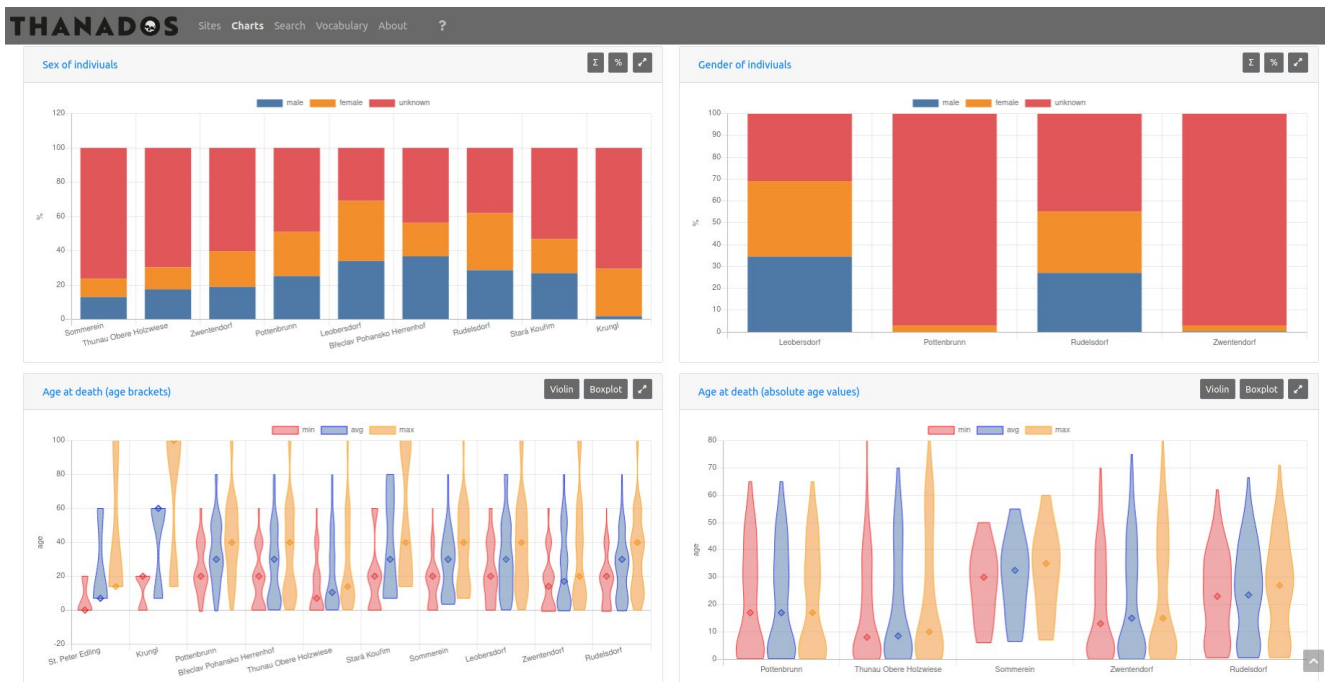 THANADOS Sites Charts Search Vocabulary About ?
Sex of indiviuals Σ %
male female unknown
120
100
80
60
40
20
0
%
Sommerein Thunau Obere Holzwiese Zwentendorf Pottenbrunn Leobersdorf Břeclav Pohansko Herrenhof Rudelsdorf Stará Kouřim Krungl
Gender of indiviuals Σ %
male female unknown
100
90
80
70
60
50
40
30
20
10
0
%
Leobersdorf Pottenbrunn Rudelsdorf Zwentendorf
Age at death (age brackets) Violin Boxplot
min avg max
100
80
60
40
20
0
-20
age
St. Peter Edling Krungl Pottenbrunn Břeclav Pohansko Herrenhof Thunau Obere Holzwiese Stará Kouřim Sommerein Leobersdorf Zwentendorf Rudelsdorf
Age at death (absolute age values) Violin Boxplot
min avg max
80
70
60
50
40
30
20
10
0
age
Pottenbrunn Thunau Obere Holzwiese Sommerein Zwentendorf Rudelsdorf